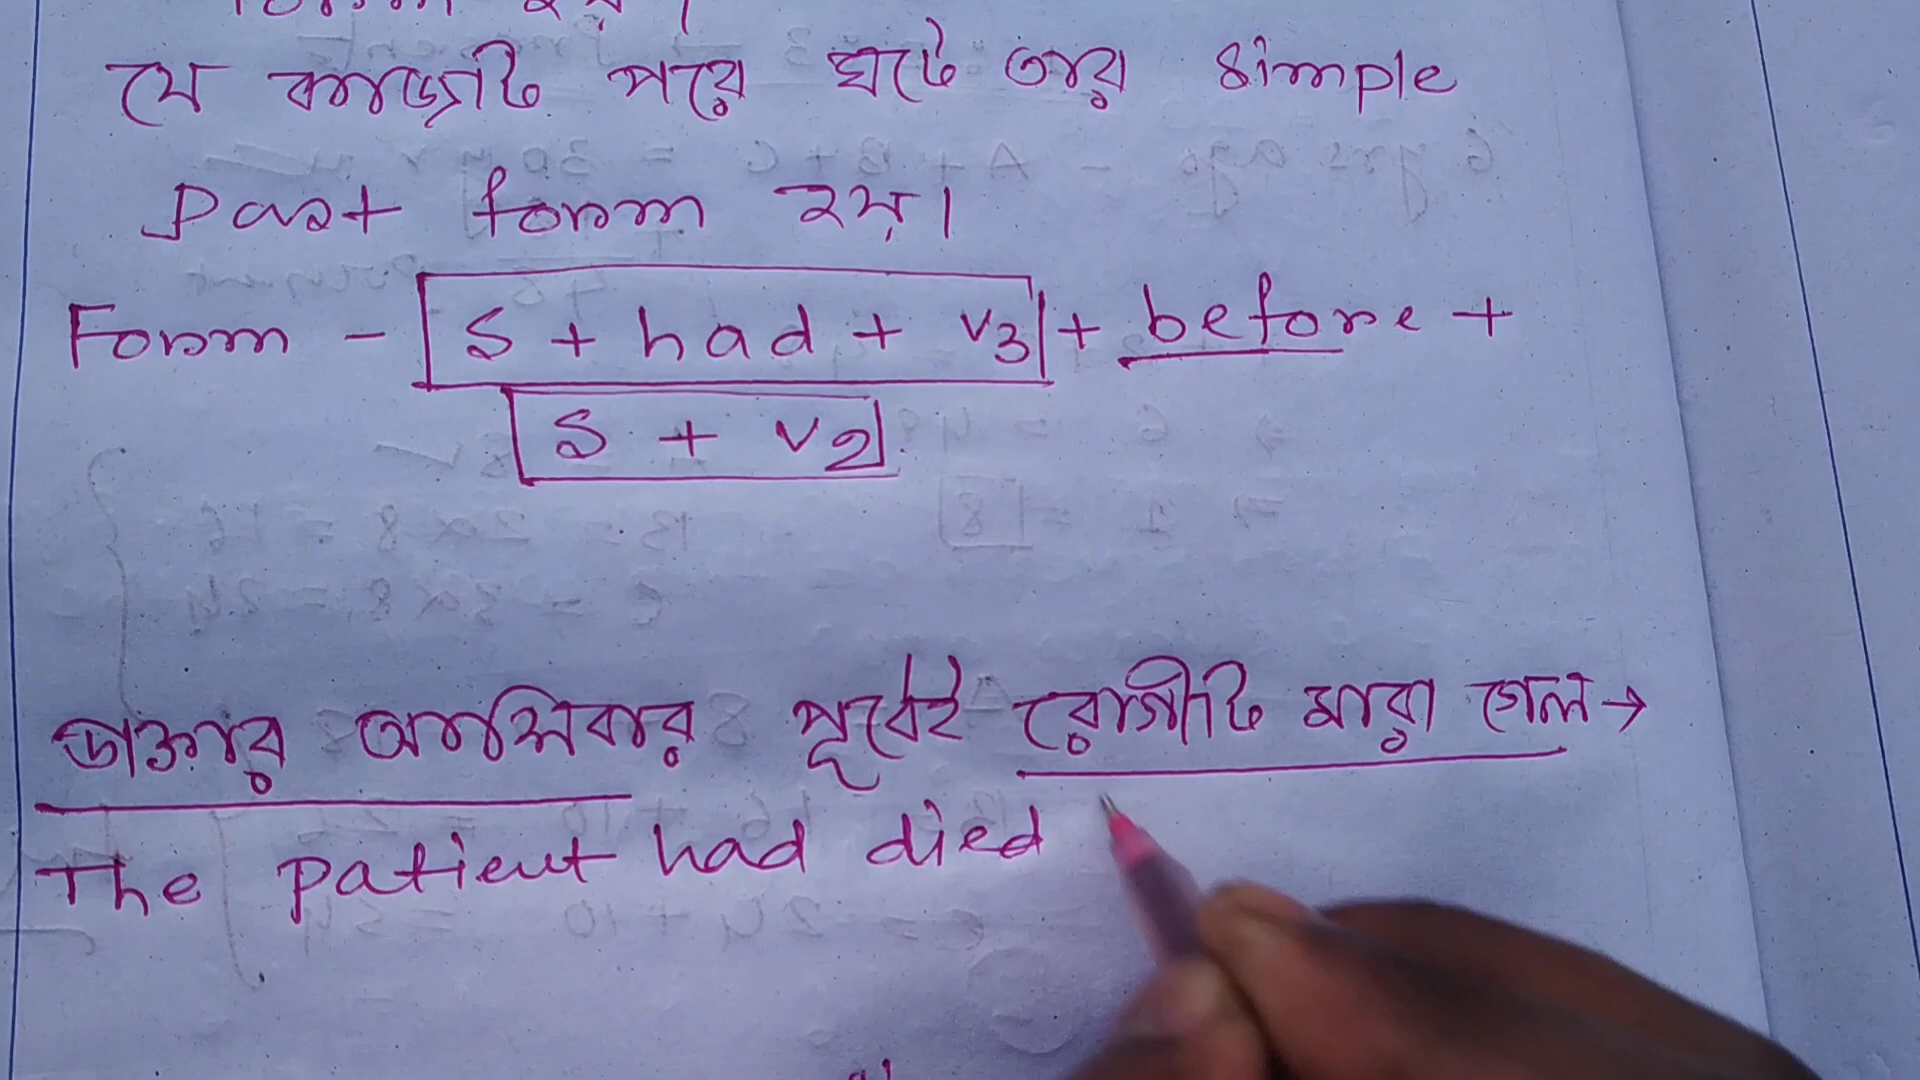 যে কাজটি পরে ঘটে তার Simple
Past form হয়।
Form - S + had + V3 + before +
S + V2
ডাক্তার আসিবার পূর্বেই রোগীটি মারা গেল →
The patient had died